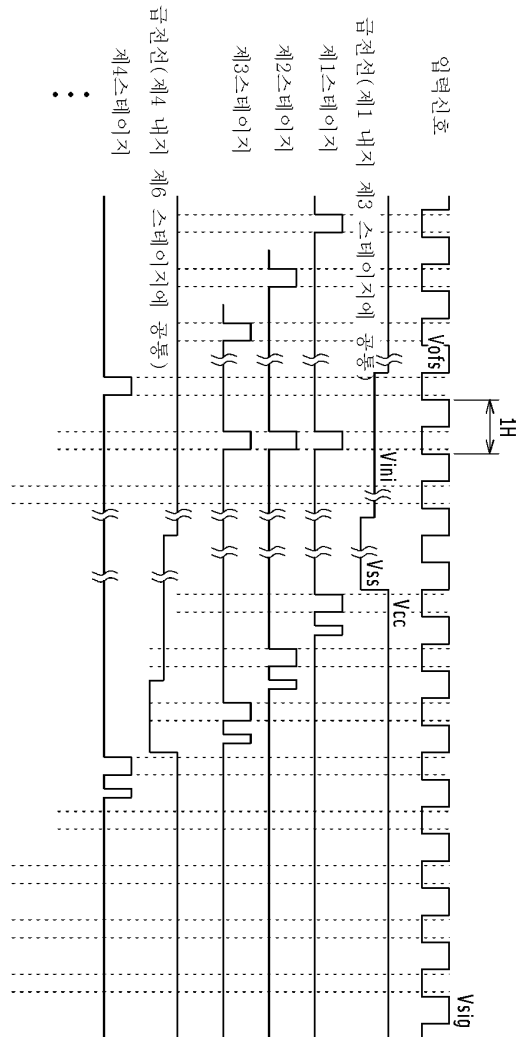 입력신호
Vofs
1H
Vsig
급전선(제1 내지 제3 스테이지에 공통)
Vini
Vss
Vcc
제1스테이지
제2스테이지
제3스테이지
급전선(제4 내지 제6 스테이지에 공통)
제4스테이지